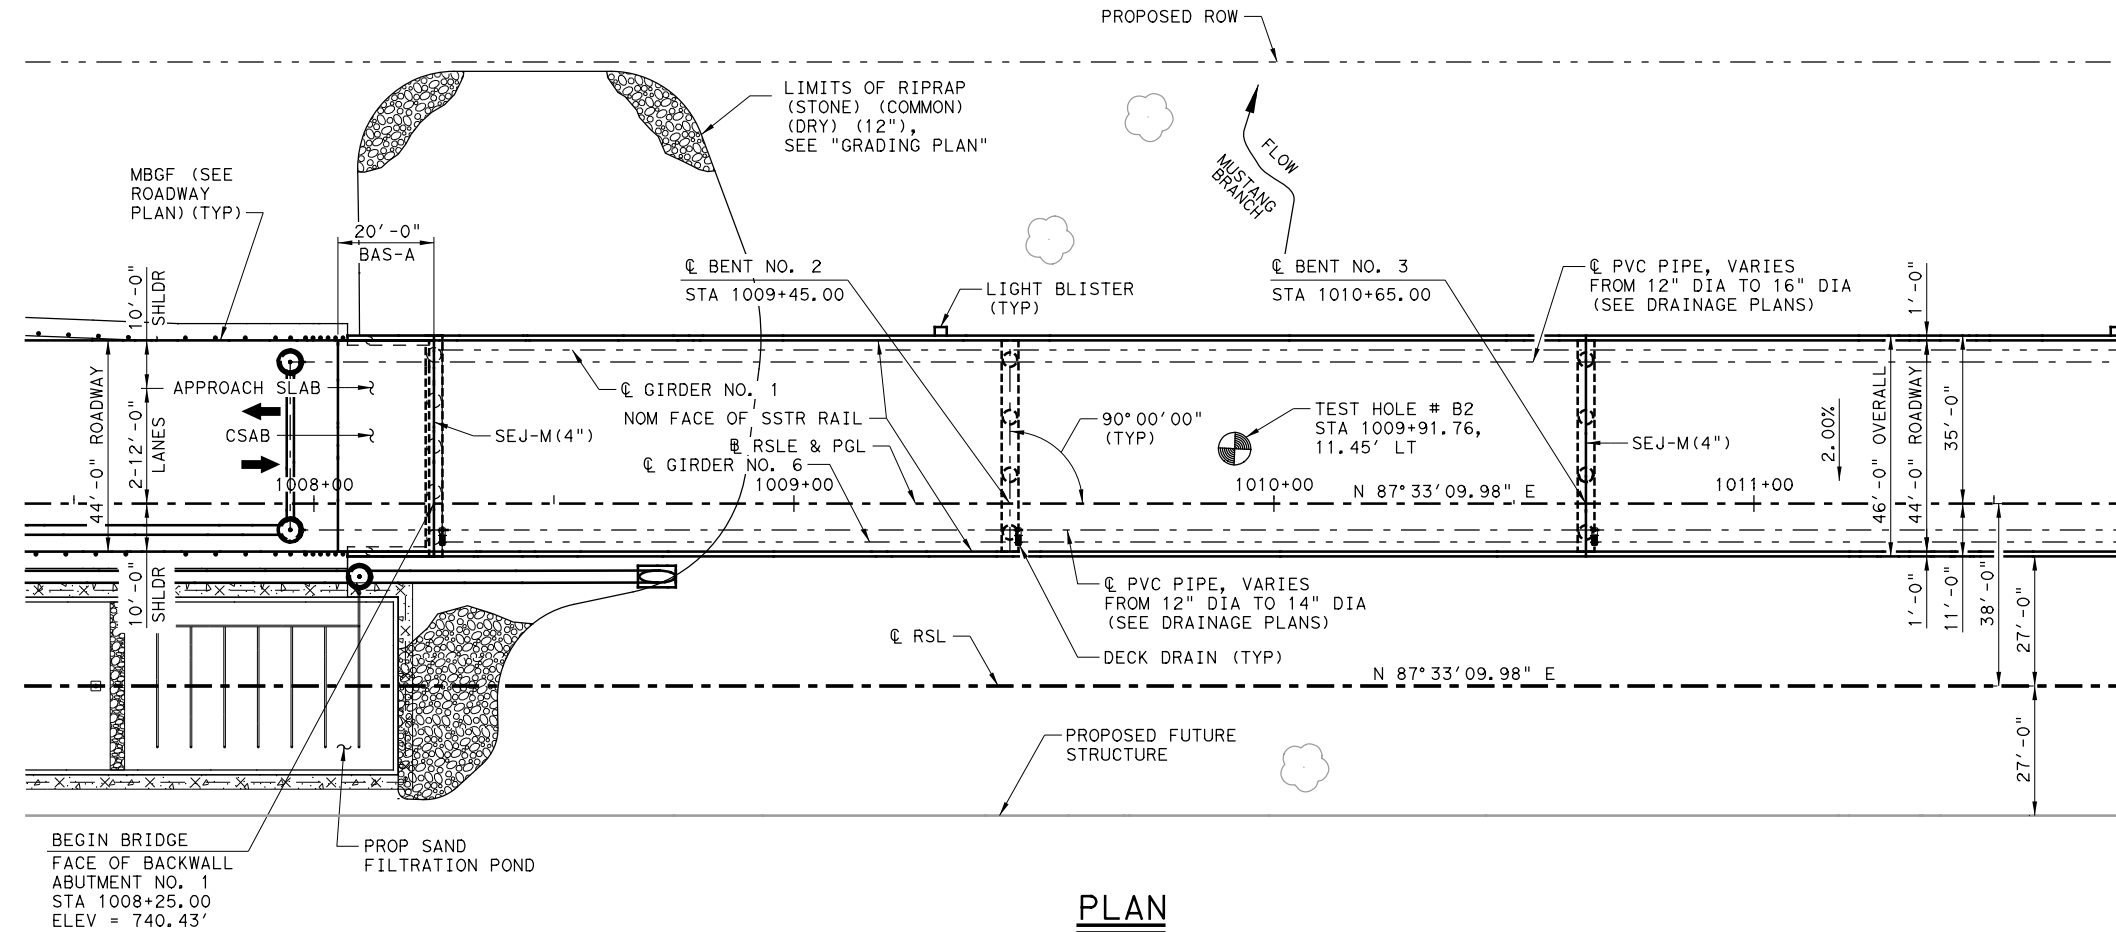 PROPOSED ROW
LIMITS OF RIPRAP
(STONE) (COMMON)
(DRY) (12"),
SEE "GRADING PLAN"
FLOW
MUSTANG
BRANCH
MBGF (SEE
ROADWAY
PLAN) (TYP)
20'-0"
BAS-A
℄ BENT NO. 2
STA 1009+45.00
LIGHT BLISTER
(TYP)
℄ BENT NO. 3
STA 1010+65.00
℄ PVC PIPE, VARIES
FROM 12" DIA TO 16" DIA
(SEE DRAINAGE PLANS)
1'-0"
10'-0"
SHLDR
44'-0" ROADWAY
2-12'-0"
LANES
10'-0"
SHLDR
APPROACH SLAB
CSAB
1008+00
SEJ-M(4")
℄ GIRDER NO. 1
NOM FACE OF SSTR RAIL
BL RSLE & PGL
℄ GIRDER NO. 6
1009+00
90°00'00"
(TYP)
TEST HOLE # B2
STA 1009+91.76,
11.45' LT
1010+00
N 87°33'09.98" E
SEJ-M(4")
1011+00
2.00%
46'-0" OVERALL
44'-0" ROADWAY
35'-0"
1'-0"
11'-0"
38'-0"
27'-0"
27'-0"
℄ PVC PIPE, VARIES
FROM 12" DIA TO 14" DIA
(SEE DRAINAGE PLANS)
DECK DRAIN (TYP)
℄ RSL
N 87°33'09.98" E
PROPOSED FUTURE
STRUCTURE
BEGIN BRIDGE
FACE OF BACKWALL
ABUTMENT NO. 1
STA 1008+25.00
ELEV = 740.43'
PROP SAND
FILTRATION POND
PLAN